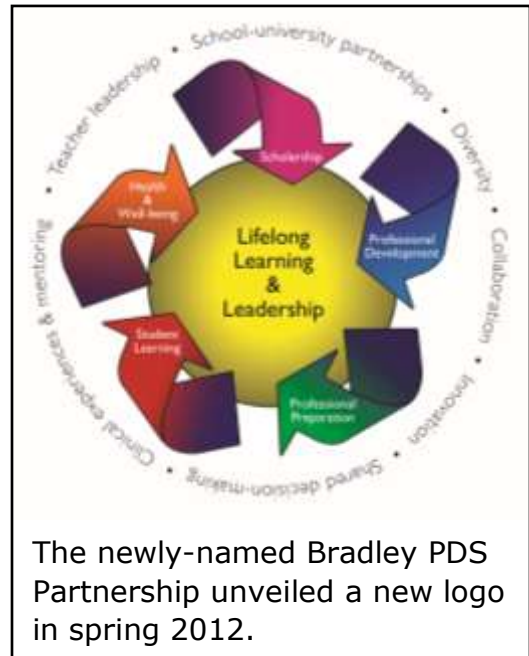 • Teacher leadership • School-university partnerships • Diversity • Collaboration • Innovation • Shared decision-making • Clinical experiences & mentoring
Scholarship
Health
&
Well-being
Professional
Development
Lifelong
Learning
&
Leadership
Student
Learning
Professional
Preparation
The newly-named Bradley PDS
Partnership unveiled a new logo
in spring 2012.